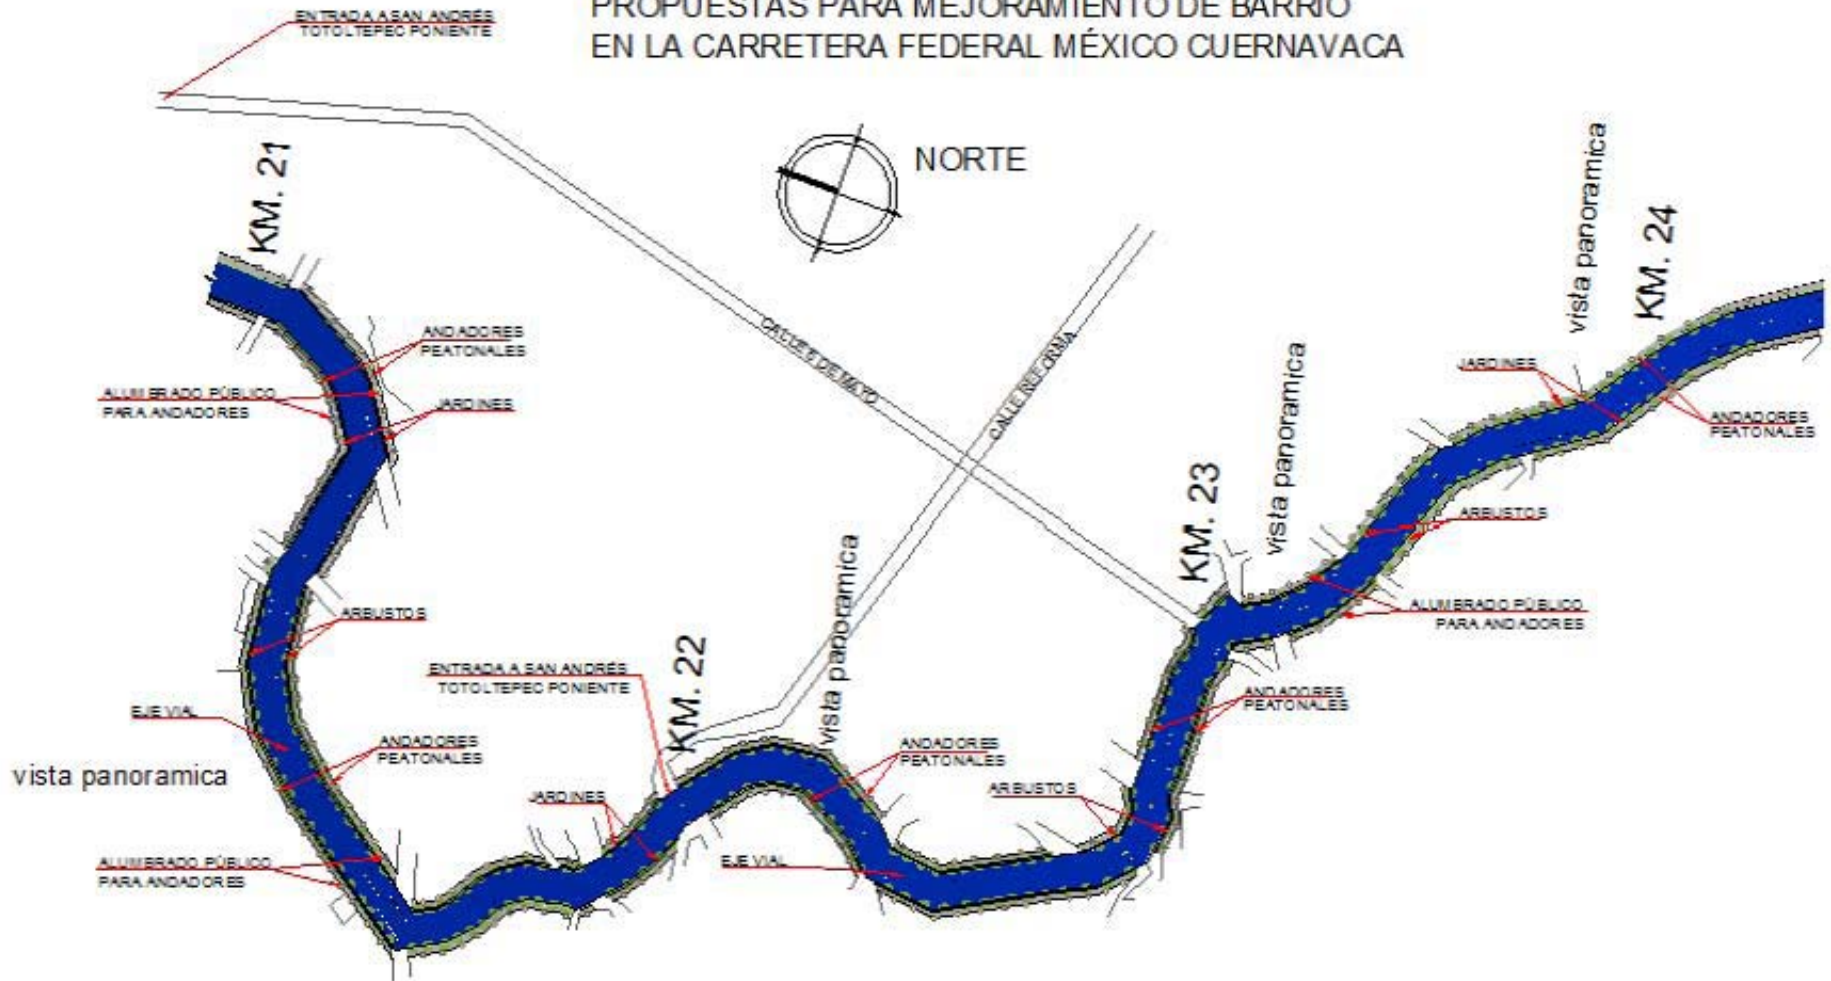 PROPUESTAS PARA MEJORAMIENTO DE BARRIO
EN LA CARRETERA FEDERAL MÉXICO CUERNAVACA
ENTRADA A SAN ANDRÉS
TOTOLTEPEC PONIENTE
NORTE
KM. 21
ANDADORES
PEATONALES
ALUMBRADO PÚBLICO
PARA ANDADORES
JARDINES
CALLE 5 DE MAYO
CALLE REFORMA
vista panoramica
KM. 24
JARDINES
ANDADORES
PEATONALES
vista panoramica
KM. 23
ARBUSTOS
ALUMBRADO PÚBLICO
PARA ANDADORES
ARBUSTOS
ENTRADA A SAN ANDRÉS
TOTOLTEPEC PONIENTE
KM. 22
vista panoramica
ANDADORES
PEATONALES
EJE VIAL
vista panoramica
ANDADORES
PEATONALES
ANDADORES
PEATONALES
JARDINES
ARBUSTOS
EJE VIAL
ALUMBRADO PÚBLICO
PARA ANDADORES